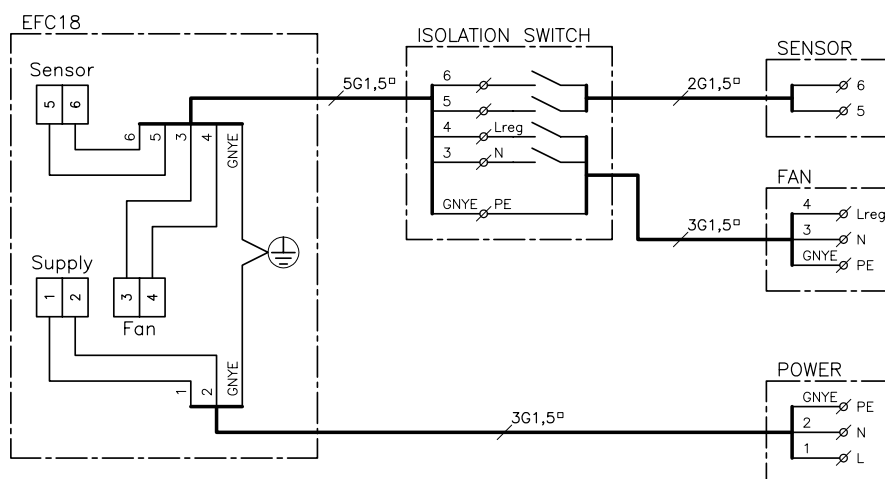 EFC18
ISOLATION SWITCH
SENSOR
Sensor
5 6
6 5 3 4 GNYE
5G1,5▫
6
5
4 Lreg
3 N
GNYE PE
2G1,5▫
6
5
FAN
3G1,5▫
4 Lreg
3 N
GNYE PE
Supply
1 2
3 4
Fan
1 2 GNYE
3G1,5▫
POWER
GNYE PE
2 N
1 L